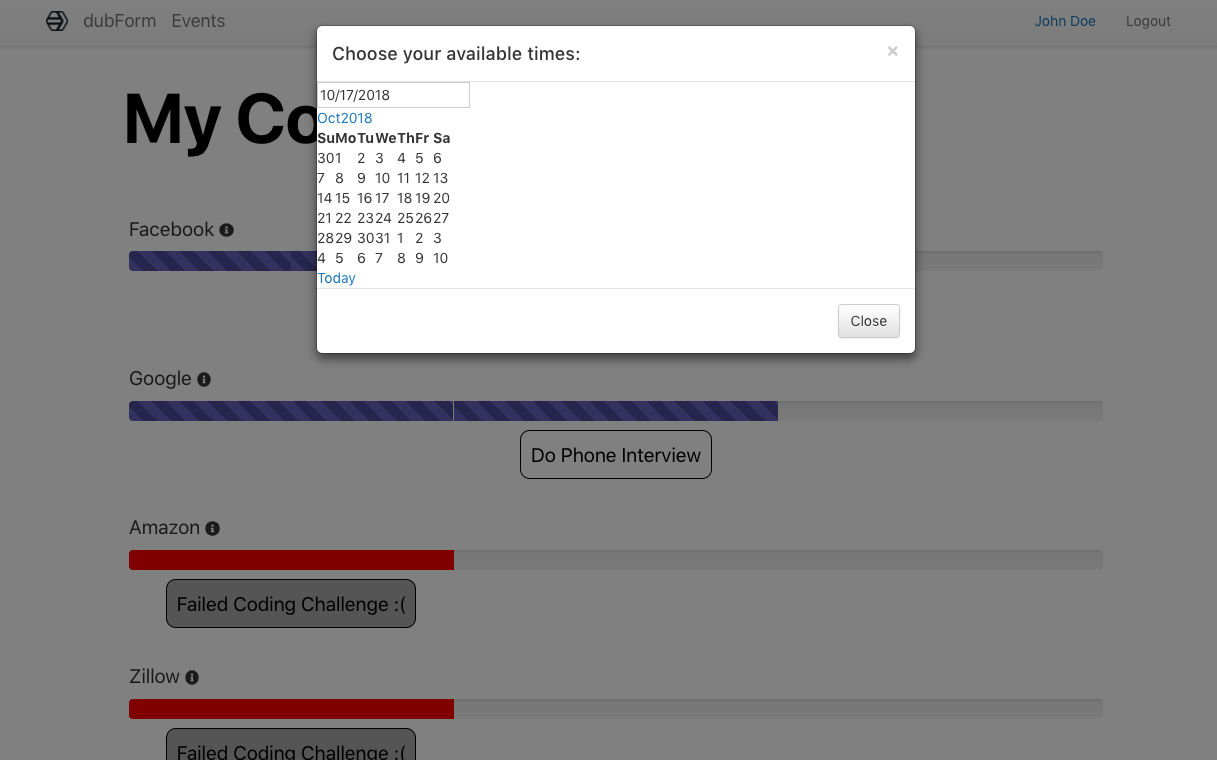 dubForm Events John Doe Logout
Choose your available times: ×
My Co
10/17/2018
Oct2018
Su Mo Tu We Th Fr Sa
30 1 2 3 4 5 6
7 8 9 10 11 12 13
14 15 16 17 18 19 20
21 22 23 24 25 26 27
28 29 30 31 1 2 3
4 5 6 7 8 9 10
Today
Close
Facebook
Google
Do Phone Interview
Amazon
Failed Coding Challenge :(
Zillow
Failed Coding Challenge :(